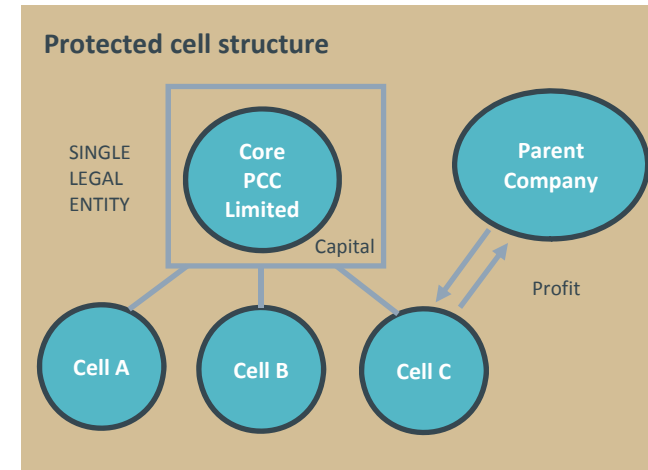 Protected cell structure
SINGLE
LEGAL
ENTITY
Core
PCC
Limited
Capital
Parent
Company
Profit
Cell A
Cell B
Cell C